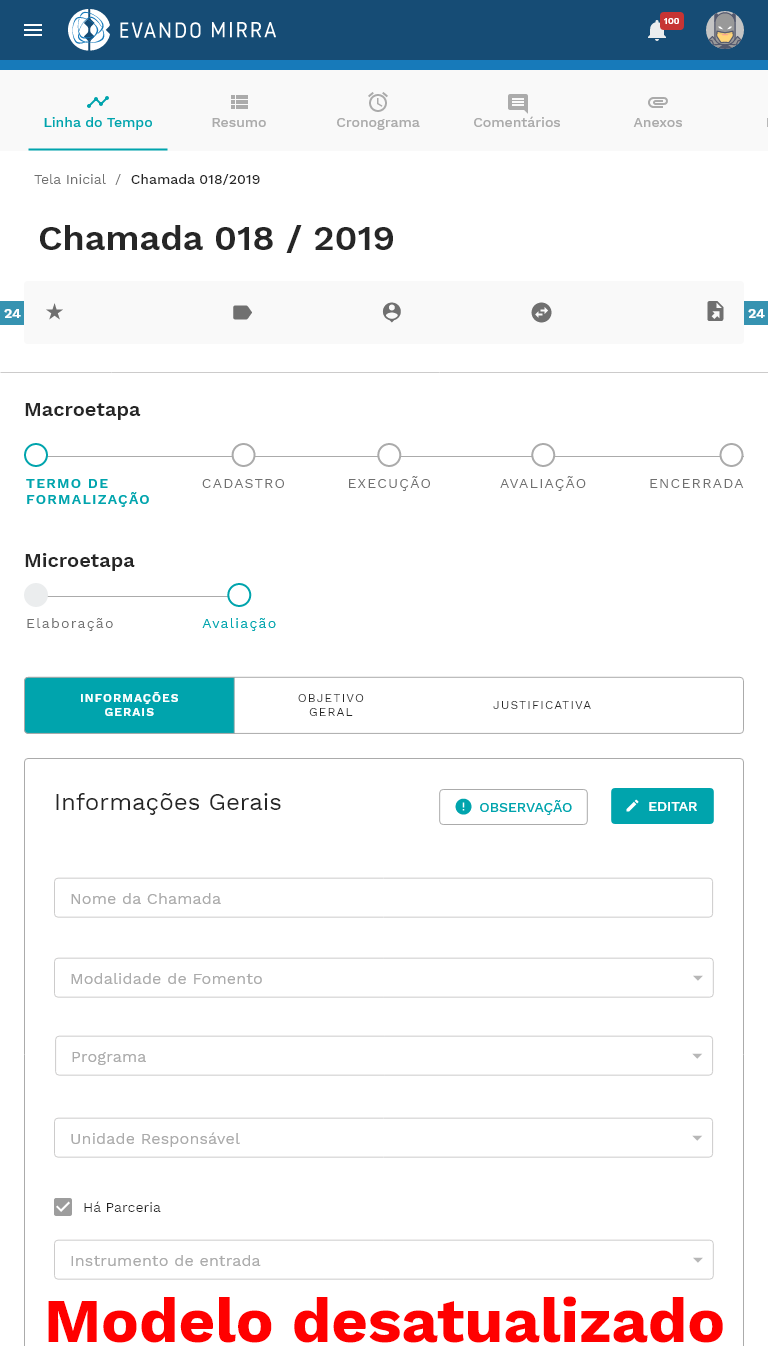 EVANDO MIRRA
100
Linha do Tempo
Resumo
Cronograma
Comentários
Anexos
Tela Inicial / Chamada 018/2019
Chamada 018 / 2019
24
24
Macroetapa
TERMO DE
FORMALIZAÇÃO
CADASTRO
EXECUÇÃO
AVALIAÇÃO
ENCERRADA
Microetapa
Elaboração
Avaliação
INFORMAÇÕES
GERAIS
OBJETIVO
GERAL
JUSTIFICATIVA
Informações Gerais
OBSERVAÇÃO
EDITAR
Nome da Chamada
Modalidade de Fomento
Programa
Unidade Responsável
Há Parceria
Instrumento de entrada
Modelo desatualizado